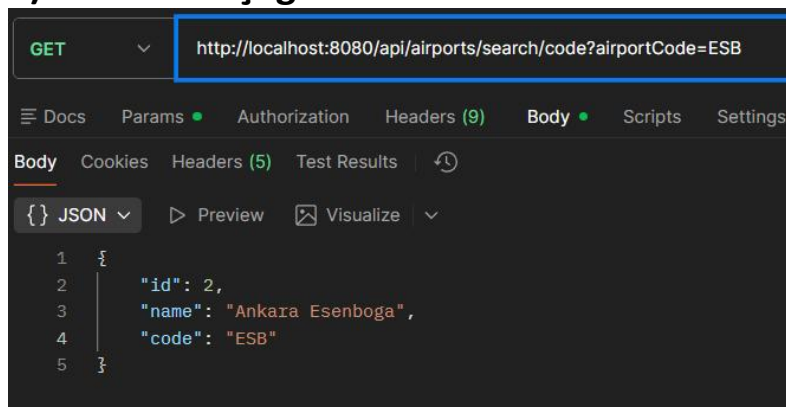 GET http://localhost:8080/api/airports/search/code?airportCode=ESB
Docs Params Authorization Headers (9) Body Scripts Settings
Body Cookies Headers (5) Test Results
{} JSON Preview Visualize
1 {
2 "id": 2,
3 "name": "Ankara Esenboga",
4 "code": "ESB"
5 }